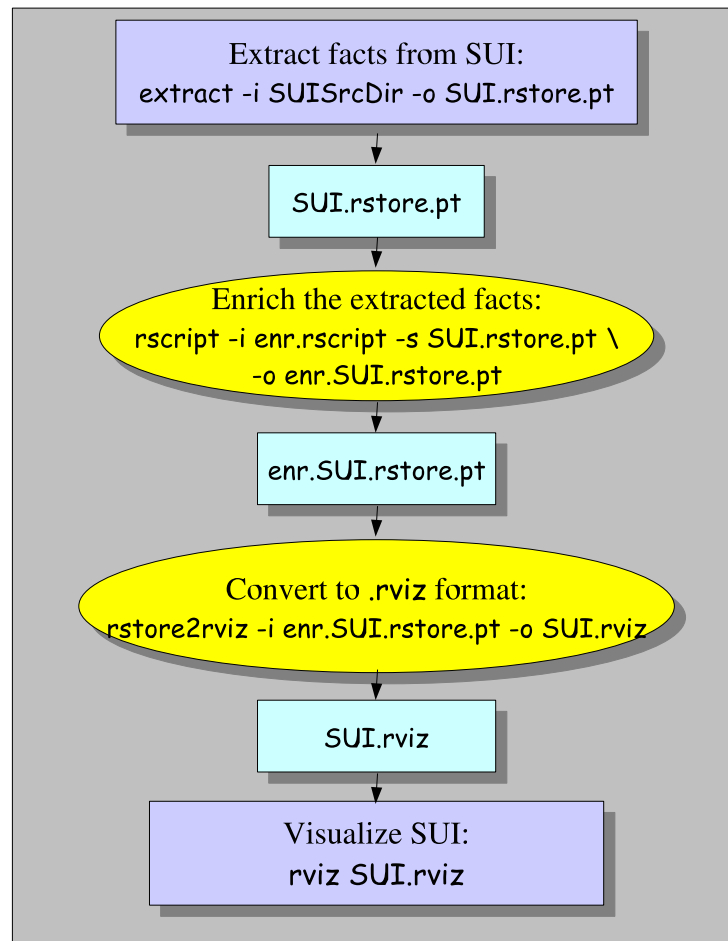 Extract facts from SUI:
extract -i SUISrcDir -o SUI.rstore.pt
SUI.rstore.pt
Enrich the extracted facts:
rscript -i enr.rscript -s SUI.rstore.pt \
-o enr.SUI.rstore.pt
enr.SUI.rstore.pt
Convert to .rviz format:
rstore2rviz -i enr.SUI.rstore.pt -o SUI.rviz
SUI.rviz
Visualize SUI:
rviz SUI.rviz